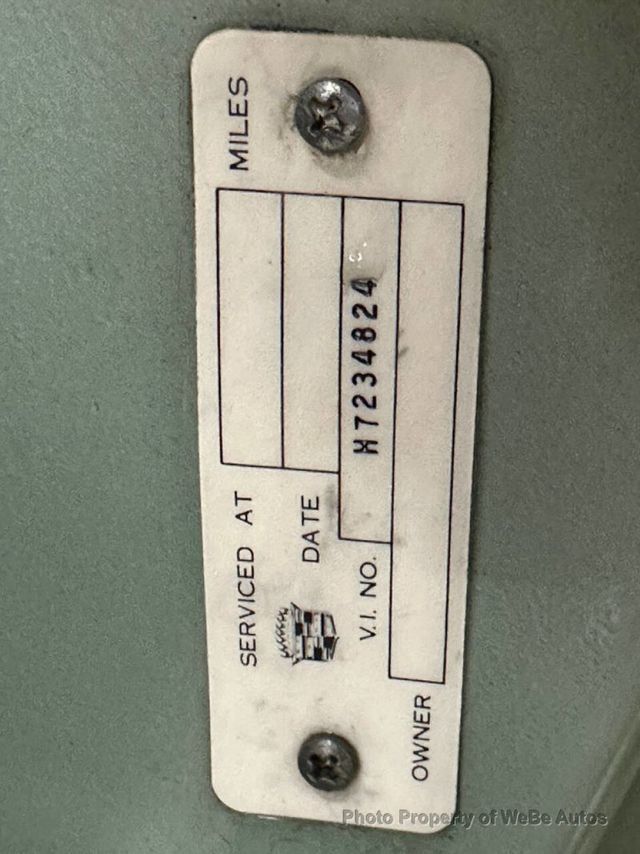 SERVICED AT MILES
DATE
V.I. NO. H7234824
OWNER
Photo Property of WeBe Autos